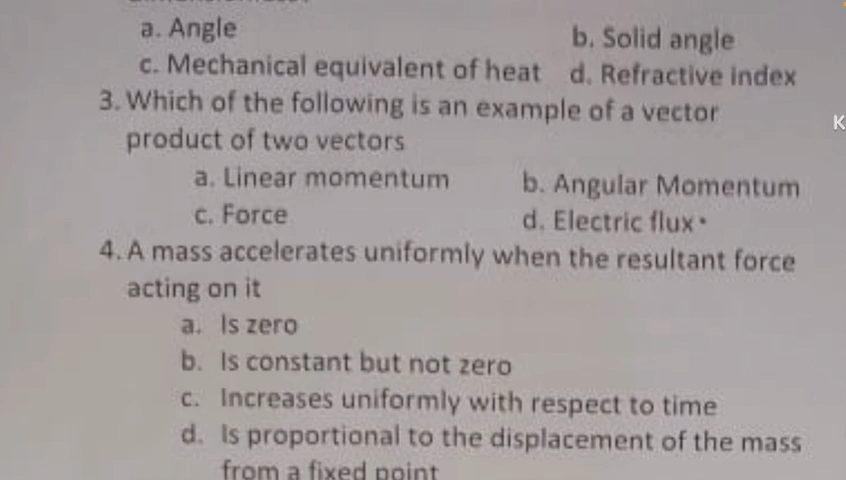 a. Angle b. Solid angle
c. Mechanical equivalent of heat d. Refractive index
3. Which of the following is an example of a vector
product of two vectors
a. Linear momentum b. Angular Momentum
c. Force d. Electric flux
4. A mass accelerates uniformly when the resultant force
acting on it
a. Is zero
b. Is constant but not zero
c. Increases uniformly with respect to time
d. Is proportional to the displacement of the mass
from a fixed point
K